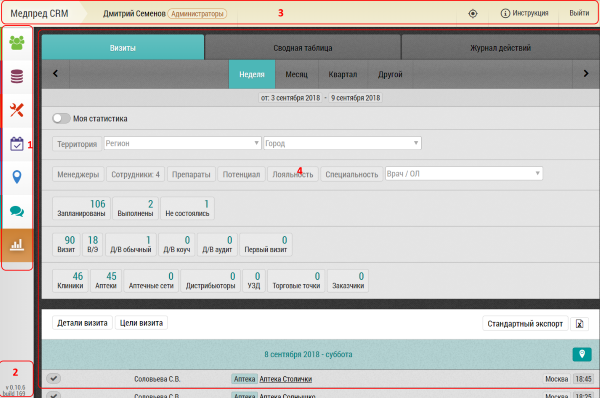 Медпред CRM
Дмитрий Семенов Администраторы
3
Инструкция
Выйти
1
2
v 0.10.6
build 169
Визиты
Сводная таблица
Журнал действий
Неделя
Месяц
Квартал
Другой
от: 3 сентября 2018 - 9 сентября 2018
Моя статистика
Территория
Регион
Город
4
Менеджеры
Сотрудники: 4
Препараты
Потенциал
Лояльность
Специальность
Врач / ОЛ
106
Запланированы
2
Выполнены
1
Не состоялись
90
Визит
18
В/Э
1
Д/В обычный
0
Д/В коуч
0
Д/В аудит
0
Первый визит
46
Клиники
45
Аптеки
0
Аптечные сети
0
Дистрибьюторы
0
УЗД
0
Торговые точки
0
Заказчики
Детали визита
Цели визита
Стандартный экспорт
8 сентября 2018 - суббота
Соловьева С.В.
Аптека Аптека Столички
Москва 18:45
Соловьева С.В.
Аптека Аптека Солнышко
Москва 18:25